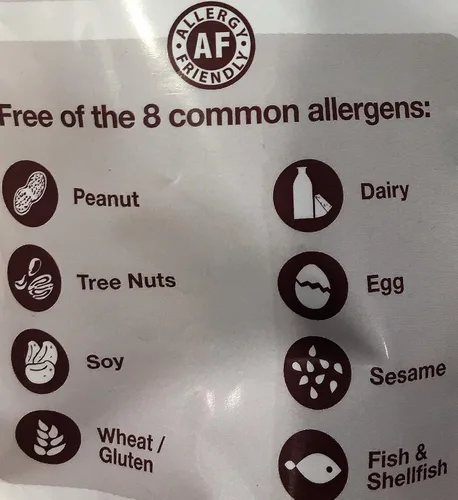 ALLERGY
AF
FRIENDLY
Free of the 8 common allergens:
Peanut
Dairy
Tree Nuts
Egg
Soy
Sesame
Wheat /
Gluten
Fish &
Shellfish